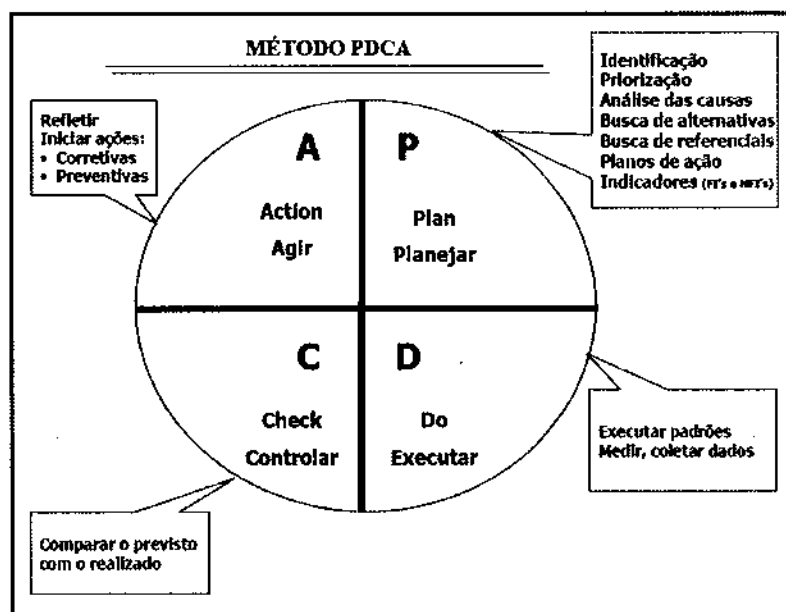 MÉTODO PDCA
Identificação
Priorização
Análise das causas
Busca de alternativas
Busca de referenciais
Planos de ação
Indicadores
Refletir
Iniciar ações:
• Corretivas
• Preventivas
A
Action
Agir
P
Plan
Planejar
C
Check
Controlar
D
Do
Executar
Executar padrões
Medir, coletar dados
Comparar o previsto
com o realizado